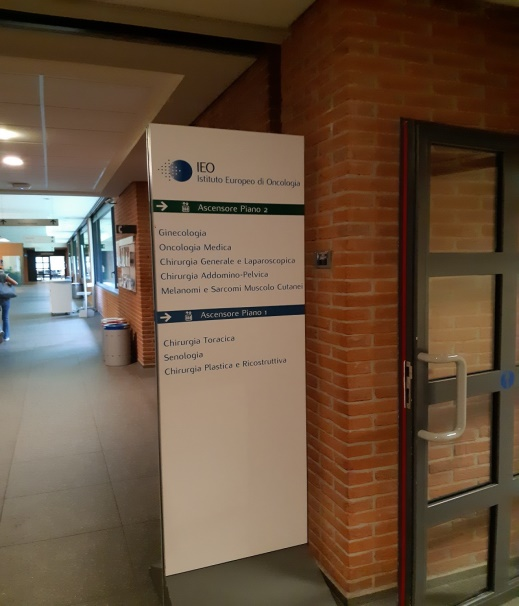 IEO
Istituto Europeo di Oncologia
Ascensore Piano 2
Ginecologia
Oncologia Medica
Chirurgia Generale e Laparoscopica
Chirurgia Addomino-Pelvica
Melanomi e Sarcomi Muscolo Cutanei
Ascensore Piano 1
Chirurgia Toracica
Senologia
Chirurgia Plastica e Ricostruttiva